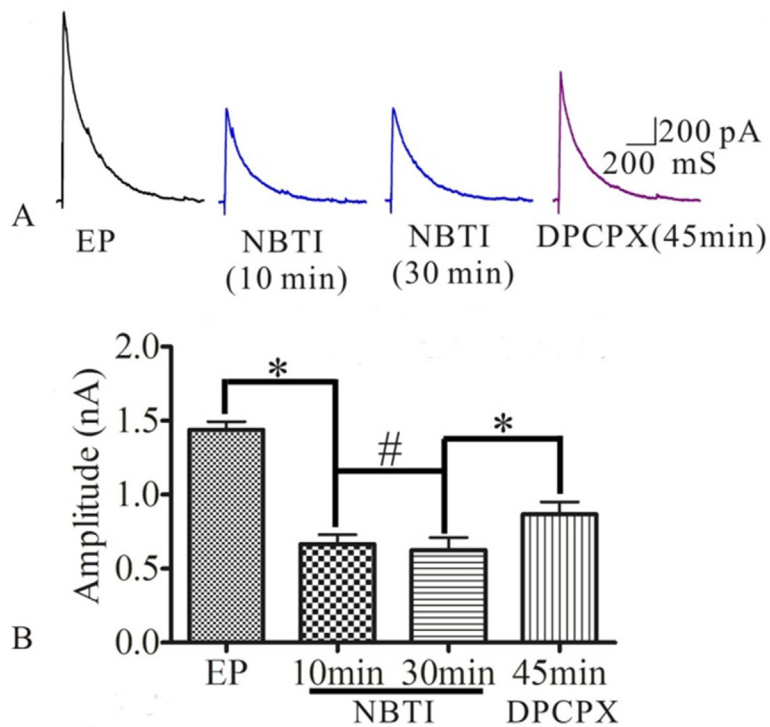 200 pA
200 mS
A
EP
NBTI
(10 min)
NBTI
(30 min)
DPCPX(45min)
2.0
1.5
1.0
0.5
0.0
Amplitude (nA)
*
#
*
B
EP
10min
30min
45min
NBTI
DPCPX